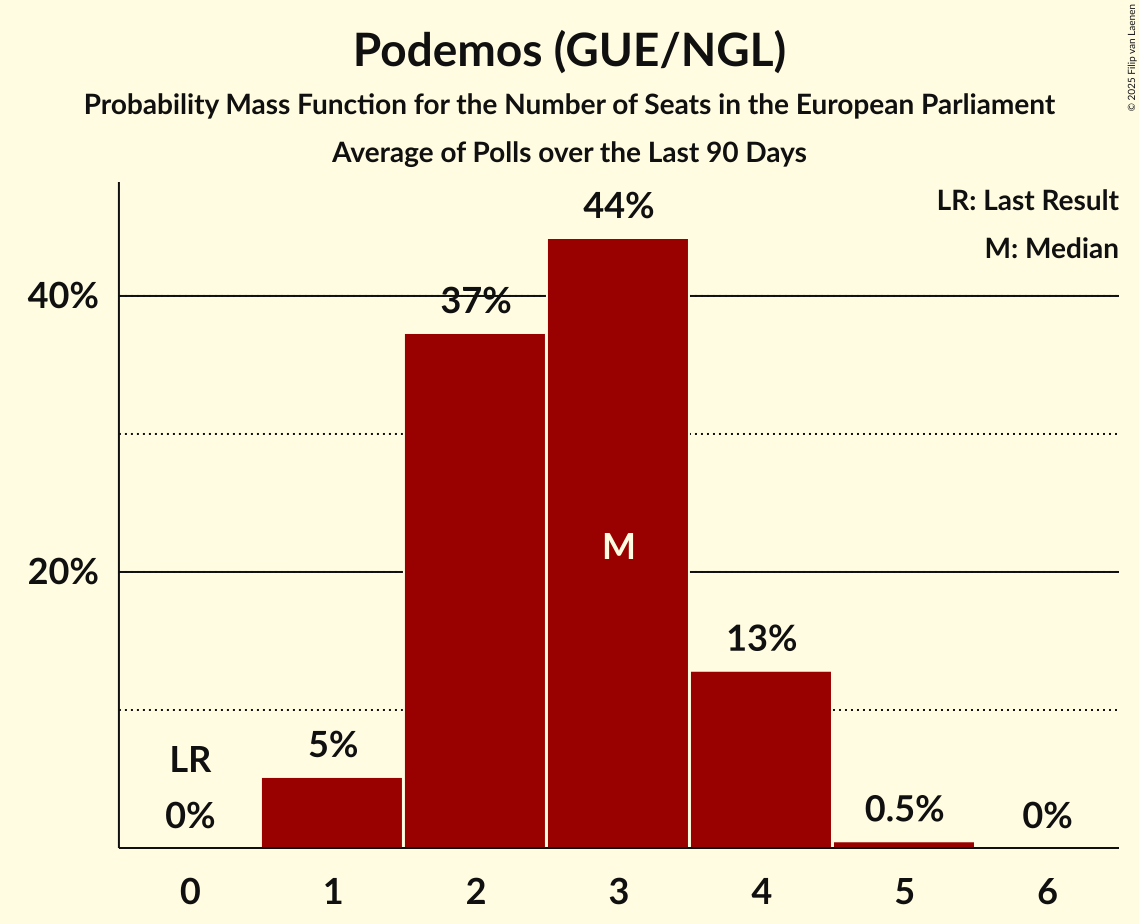 Podemos (GUE/NGL)
Probability Mass Function for the Number of Seats in the European Parliament
Average of Polls over the Last 90 Days
© 2025 Filip van Laenen
LR: Last Result
M: Median
44%
40%
37%
M
20%
13%
LR
5%
0%
0.5%
0%
0 1 2 3 4 5 6